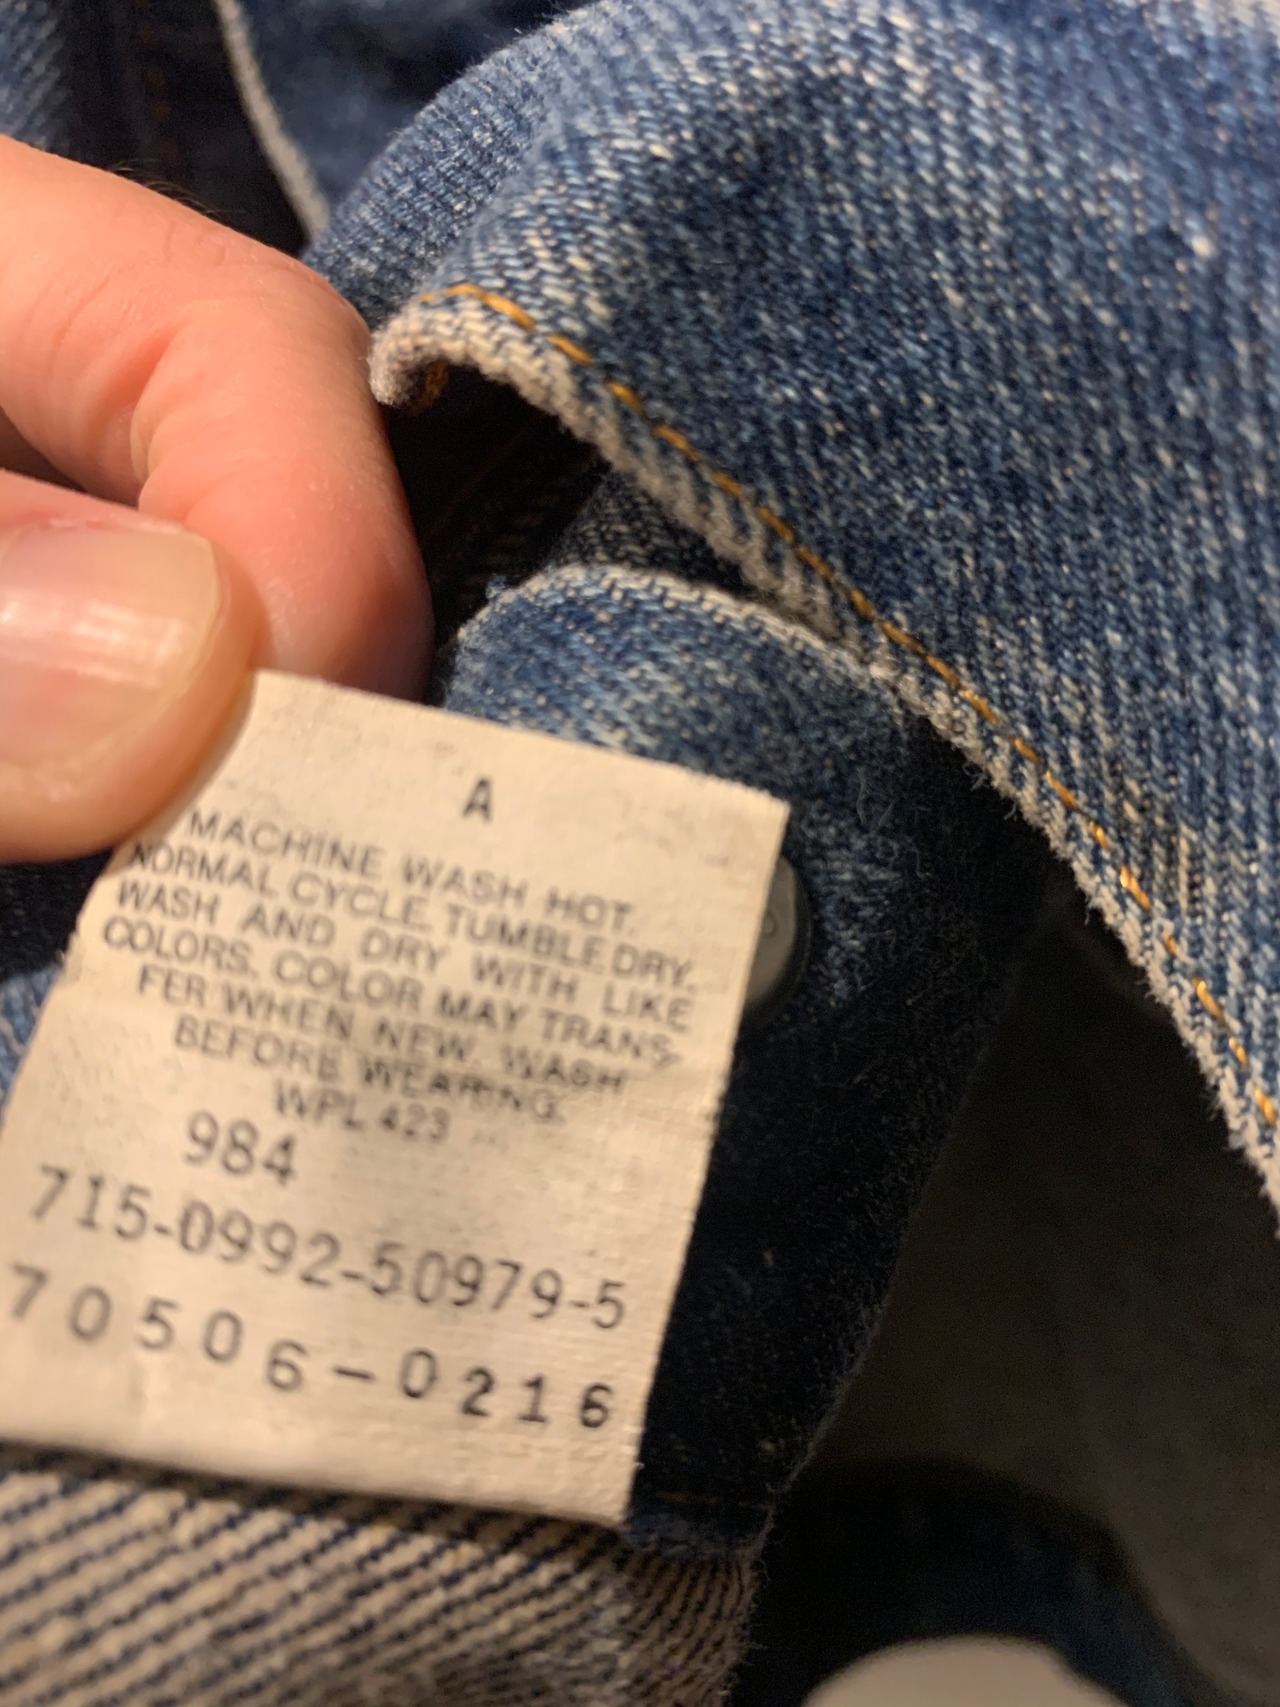 A
MACHINE WASH HOT.
NORMAL CYCLE. TUMBLE DRY.
WASH AND DRY WITH LIKE
COLORS. COLOR MAY TRANS-
FER WHEN NEW. WASH
BEFORE WEARING.
WPL 423
984
715-0992-50979-5
70506-0216